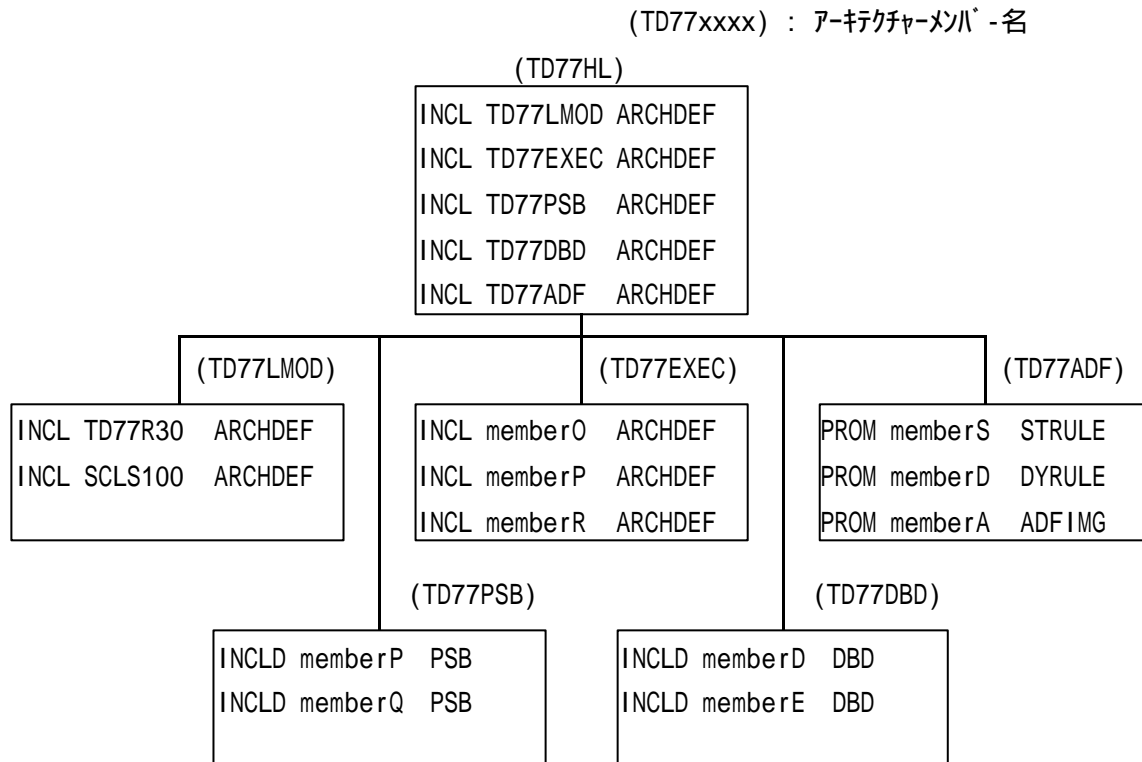 (TD77xxxx) : ｱｰｷﾃｸﾁｬｰﾒﾝﾊﾞ-名
(TD77HL)
INCL TD77LMOD ARCHDEF
INCL TD77EXEC ARCHDEF
INCL TD77PSB ARCHDEF
INCL TD77DBD ARCHDEF
INCL TD77ADF ARCHDEF
(TD77LMOD)
INCL TD77R30 ARCHDEF
INCL SCLS100 ARCHDEF
(TD77EXEC)
INCL memberO ARCHDEF
INCL memberP ARCHDEF
INCL memberR ARCHDEF
(TD77ADF)
PROM memberS STRULE
PROM memberD DYRULE
PROM memberA ADFIMG
(TD77PSB)
INCLD memberP PSB
INCLD memberQ PSB
(TD77DBD)
INCLD memberD DBD
INCLD memberE DBD